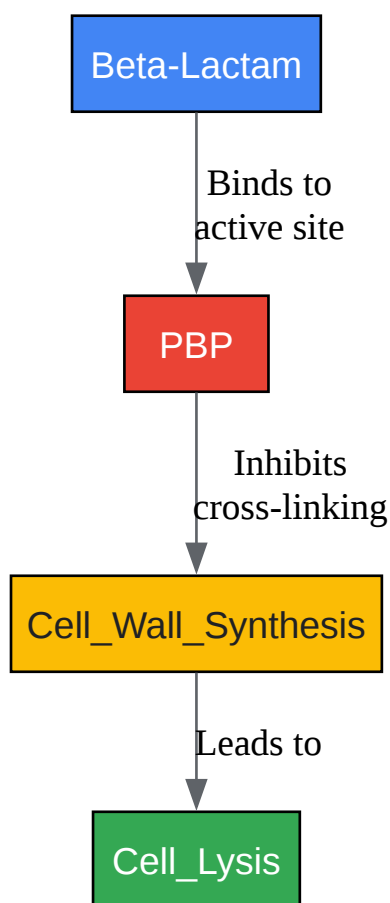 Beta-Lactam
Binds to
active site
PBP
Inhibits
cross-linking
Cell_Wall_Synthesis
Leads to
Cell_Lysis